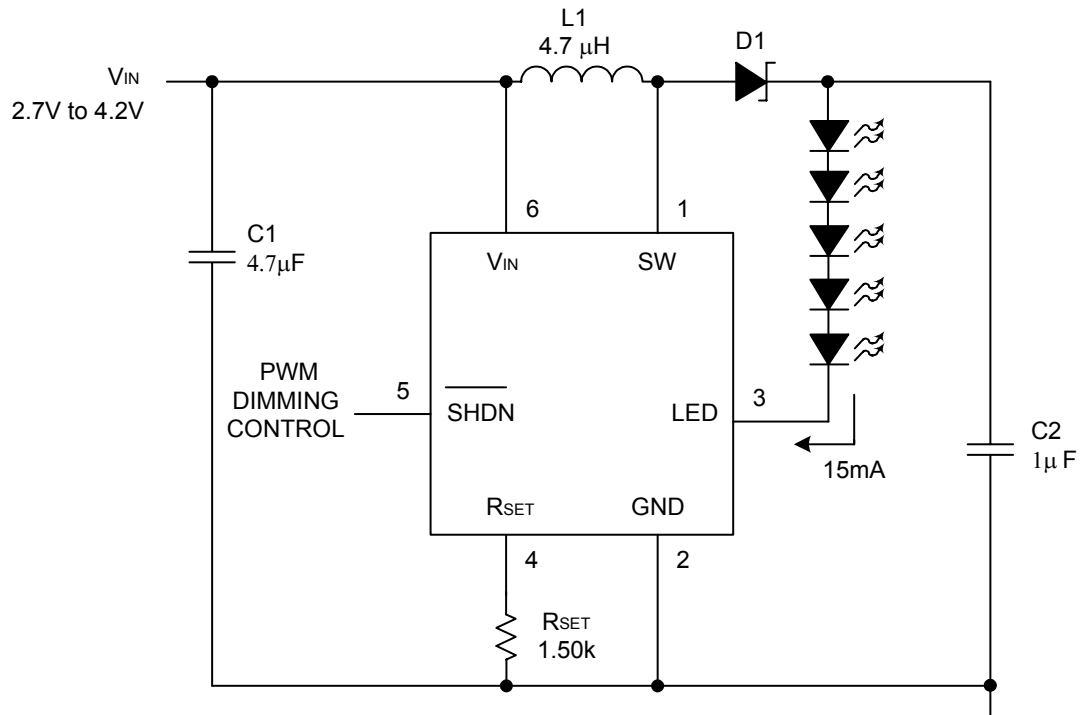 L1
4.7 μH
D1
VIN
2.7V to 4.2V
6
1
C1
4.7μF
VIN
SW
PWM
DIMMING
CONTROL
5
SHDN
LED
3
15mA
C2
1μ F
RSET
GND
4
2
RSET
1.50k